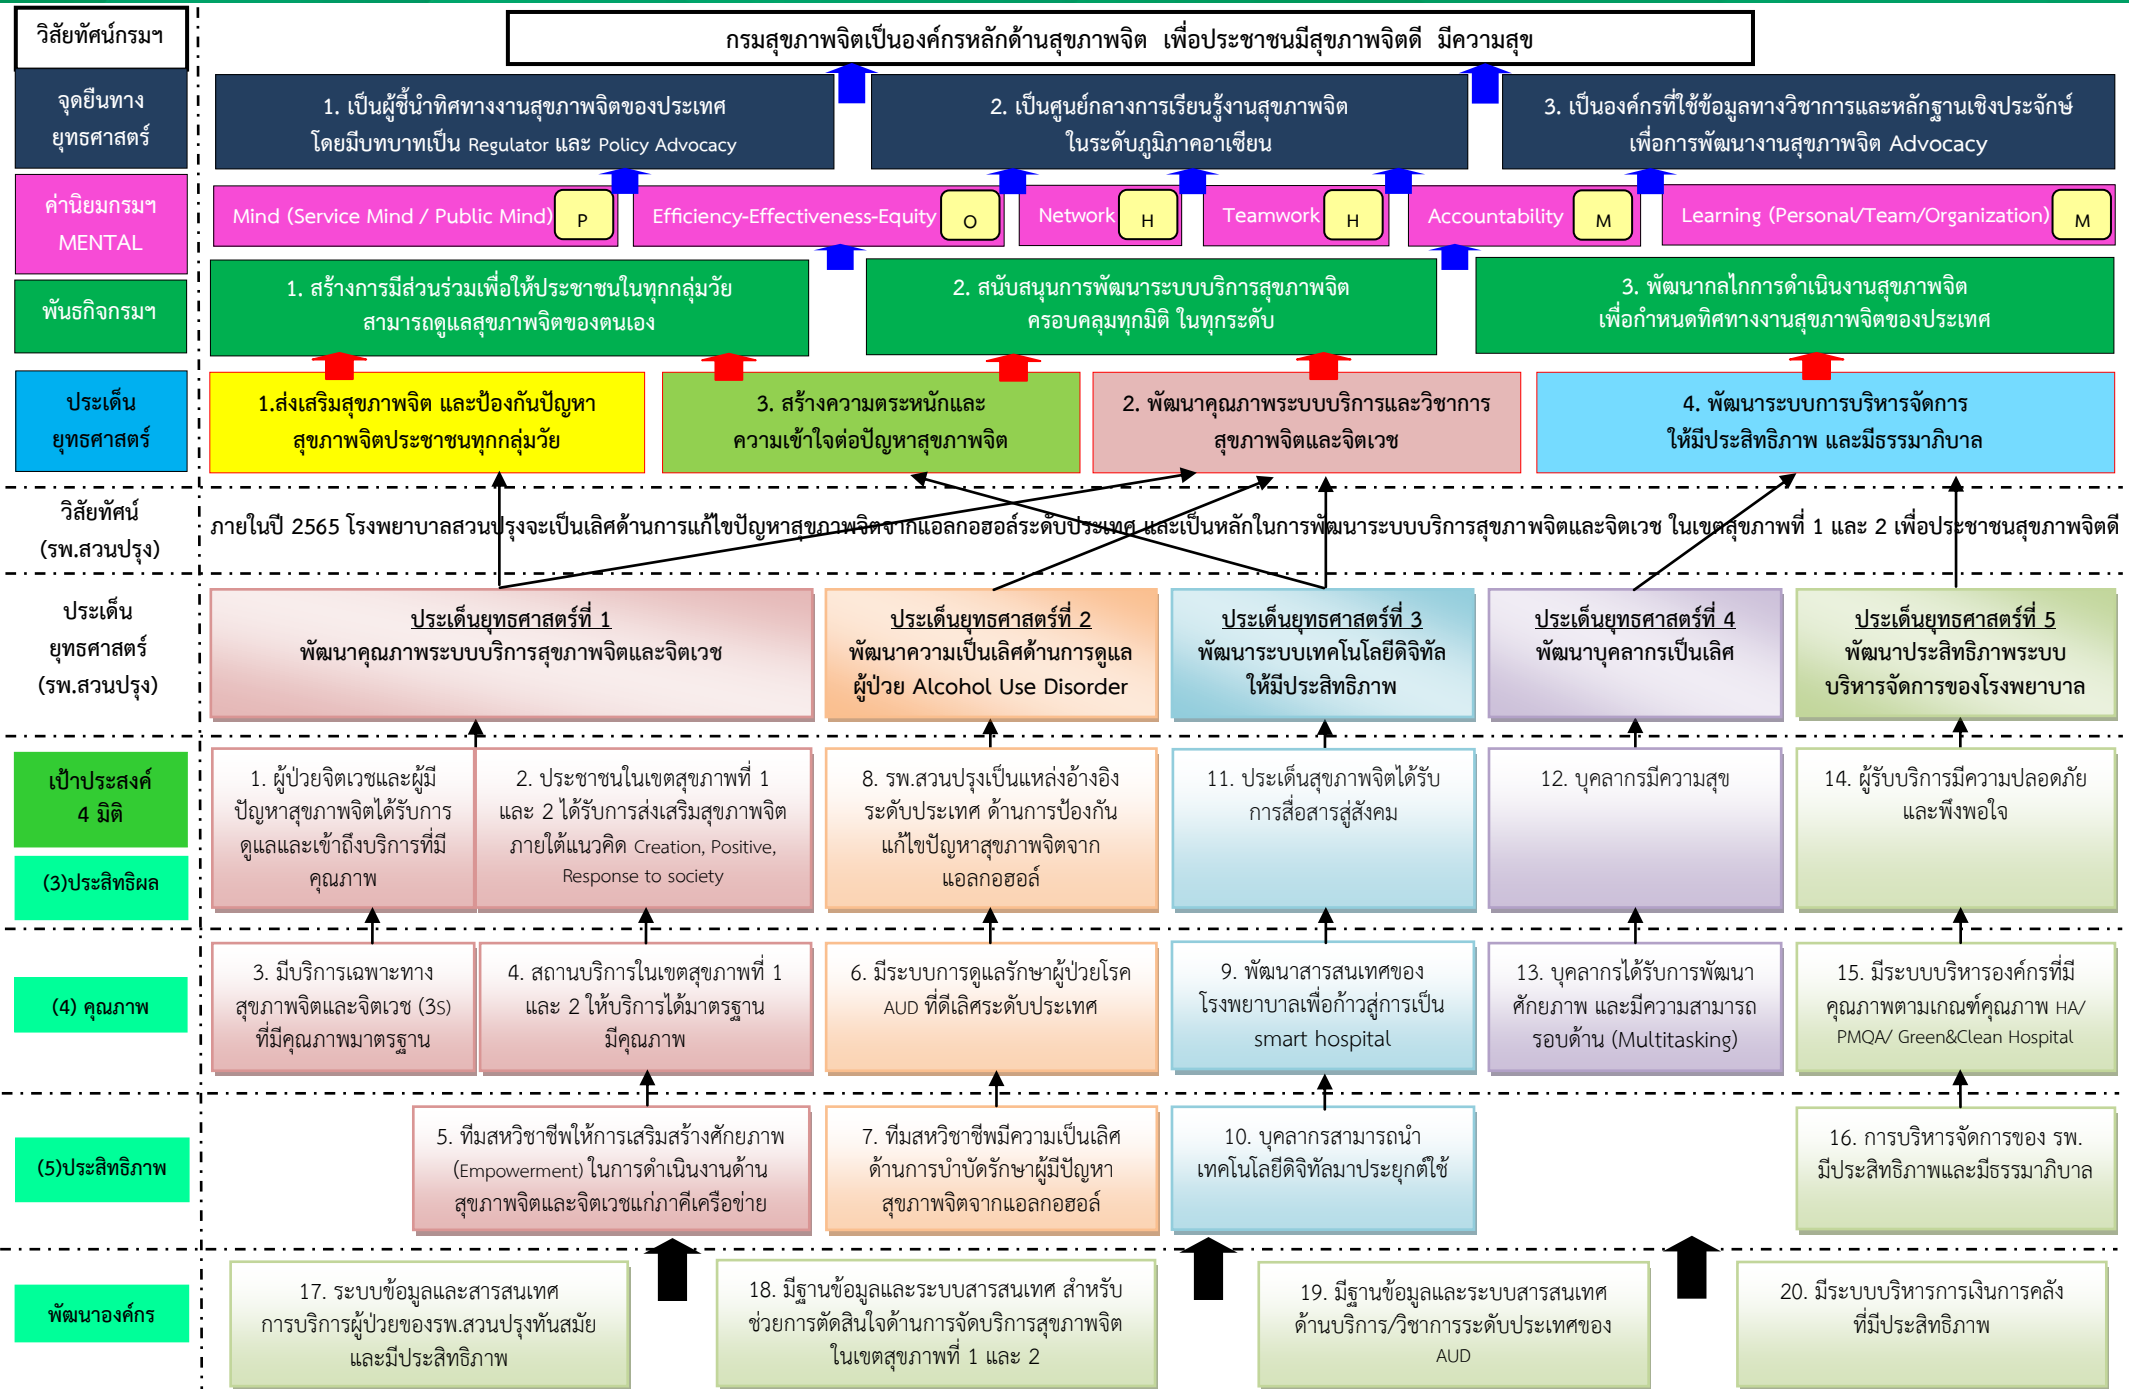 วิสัยทัศน์กรมฯ
กรมสุขภาพจิตเป็นองค์กรหลักด้านสุขภาพจิต เพื่อประชาชนมีสุขภาพจิตดี มีความสุข
จุดยืนทาง
ยุทธศาสตร์
1. เป็นผู้ชี้นำทิศทางงานสุขภาพจิตของประเทศ
โดยมีบทบาทเป็น Regulator และ Policy Advocacy
2. เป็นศูนย์กลางการเรียนรู้งานสุขภาพจิต
ในระดับภูมิภาคอาเซียน
3. เป็นองค์กรที่ใช้ข้อมูลทางวิชาการและหลักฐานเชิงประจักษ์
เพื่อการพัฒนางานสุขภาพจิต Advocacy
ค่านิยมกรมฯ
MENTAL
Mind (Service Mind / Public Mind) P
Efficiency-Effectiveness-Equity O
Network H
Teamwork H
Accountability M
Learning (Personal/Team/Organization) M
พันธกิจกรมฯ
1. สร้างการมีส่วนร่วมเพื่อให้ประชาชนในทุกกลุ่มวัย
สามารถดูแลสุขภาพจิตของตนเอง
2. สนับสนุนการพัฒนาระบบบริการสุขภาพจิต
ครอบคลุมทุกมิติ ในทุกระดับ
3. พัฒนากลไกการดำเนินงานสุขภาพจิต
เพื่อกำหนดทิศทางงานสุขภาพจิตของประเทศ
ประเด็น
ยุทธศาสตร์
1.ส่งเสริมสุขภาพจิต และป้องกันปัญหา
สุขภาพจิตประชาชนทุกกลุ่มวัย
3. สร้างความตระหนักและ
ความเข้าใจต่อปัญหาสุขภาพจิต
2. พัฒนาคุณภาพระบบบริการและวิชาการ
สุขภาพจิตและจิตเวช
4. พัฒนาระบบการบริหารจัดการ
ให้มีประสิทธิภาพ และมีธรรมาภิบาล
วิสัยทัศน์
(รพ.สวนปรุง)
ภายในปี 2565 โรงพยาบาลสวนปรุงจะเป็นเลิศด้านการแก้ไขปัญหาสุขภาพจิตจากแอลกอฮอล์ระดับประเทศ และเป็นหลักในการพัฒนาระบบบริการสุขภาพจิตและจิตเวช ในเขตสุขภาพที่ 1 และ 2 เพื่อประชาชนสุขภาพจิตดี
ประเด็น
ยุทธศาสตร์
(รพ.สวนปรุง)
ประเด็นยุทธศาสตร์ที่ 1
พัฒนาคุณภาพระบบบริการสุขภาพจิตและจิตเวช
ประเด็นยุทธศาสตร์ที่ 2
พัฒนาความเป็นเลิศด้านการดูแล
ผู้ป่วย Alcohol Use Disorder
ประเด็นยุทธศาสตร์ที่ 3
พัฒนาระบบเทคโนโลยีดิจิทัล
ให้มีประสิทธิภาพ
ประเด็นยุทธศาสตร์ที่ 4
พัฒนาบุคลากรเป็นเลิศ
ประเด็นยุทธศาสตร์ที่ 5
พัฒนาประสิทธิภาพระบบ
บริหารจัดการของโรงพยาบาล
เป้าประสงค์
4 มิติ
(3)ประสิทธิผล
1. ผู้ป่วยจิตเวชและผู้มี
ปัญหาสุขภาพจิตได้รับการ
ดูแลและเข้าถึงบริการที่มี
คุณภาพ
2. ประชาชนในเขตสุขภาพที่ 1
และ 2 ได้รับการส่งเสริมสุขภาพจิต
ภายใต้แนวคิด Creation, Positive,
Response to society
8. รพ.สวนปรุงเป็นแหล่งอ้างอิง
ระดับประเทศ ด้านการป้องกัน
แก้ไขปัญหาสุขภาพจิตจาก
แอลกอฮอล์
11. ประเด็นสุขภาพจิตได้รับ
การสื่อสารสู่สังคม
12. บุคลากรมีความสุข
14. ผู้รับบริการมีความปลอดภัย
และพึงพอใจ
(4) คุณภาพ
3. มีบริการเฉพาะทาง
สุขภาพจิตและจิตเวช (3S)
ที่มีคุณภาพมาตรฐาน
4. สถานบริการในเขตสุขภาพที่ 1
และ 2 ให้บริการได้มาตรฐาน
มีคุณภาพ
6. มีระบบการดูแลรักษาผู้ป่วยโรค
AUD ที่ดีเลิศระดับประเทศ
9. พัฒนาสารสนเทศของ
โรงพยาบาลเพื่อก้าวสู่การเป็น
smart hospital
13. บุคลากรได้รับการพัฒนา
ศักยภาพ และมีความสามารถ
รอบด้าน (Multitasking)
15. มีระบบบริหารองค์กรที่มี
คุณภาพตามเกณฑ์คุณภาพ HA/
PMQA/ Green&Clean Hospital
(5)ประสิทธิภาพ
5. ทีมสหวิชาชีพให้การเสริมสร้างศักยภาพ
(Empowerment) ในการดำเนินงานด้าน
สุขภาพจิตและจิตเวชแก่ภาคีเครือข่าย
7. ทีมสหวิชาชีพมีความเป็นเลิศ
ด้านการบำบัดรักษาผู้มีปัญหา
สุขภาพจิตจากแอลกอฮอล์
10. บุคลากรสามารถนำ
เทคโนโลยีดิจิทัลมาประยุกต์ใช้
16. การบริหารจัดการของ รพ.
มีประสิทธิภาพและมีธรรมาภิบาล
พัฒนาองค์กร
17. ระบบข้อมูลและสารสนเทศ
การบริการผู้ป่วยของรพ.สวนปรุงทันสมัย
และมีประสิทธิภาพ
18. มีฐานข้อมูลและระบบสารสนเทศ สำหรับ
ช่วยการตัดสินใจด้านการจัดบริการสุขภาพจิต
ในเขตสุขภาพที่ 1 และ 2
19. มีฐานข้อมูลและระบบสารสนเทศ
ด้านบริการ/วิชาการระดับประเทศของ
AUD
20. มีระบบบริหารการเงินการคลัง
ที่มีประสิทธิภาพ